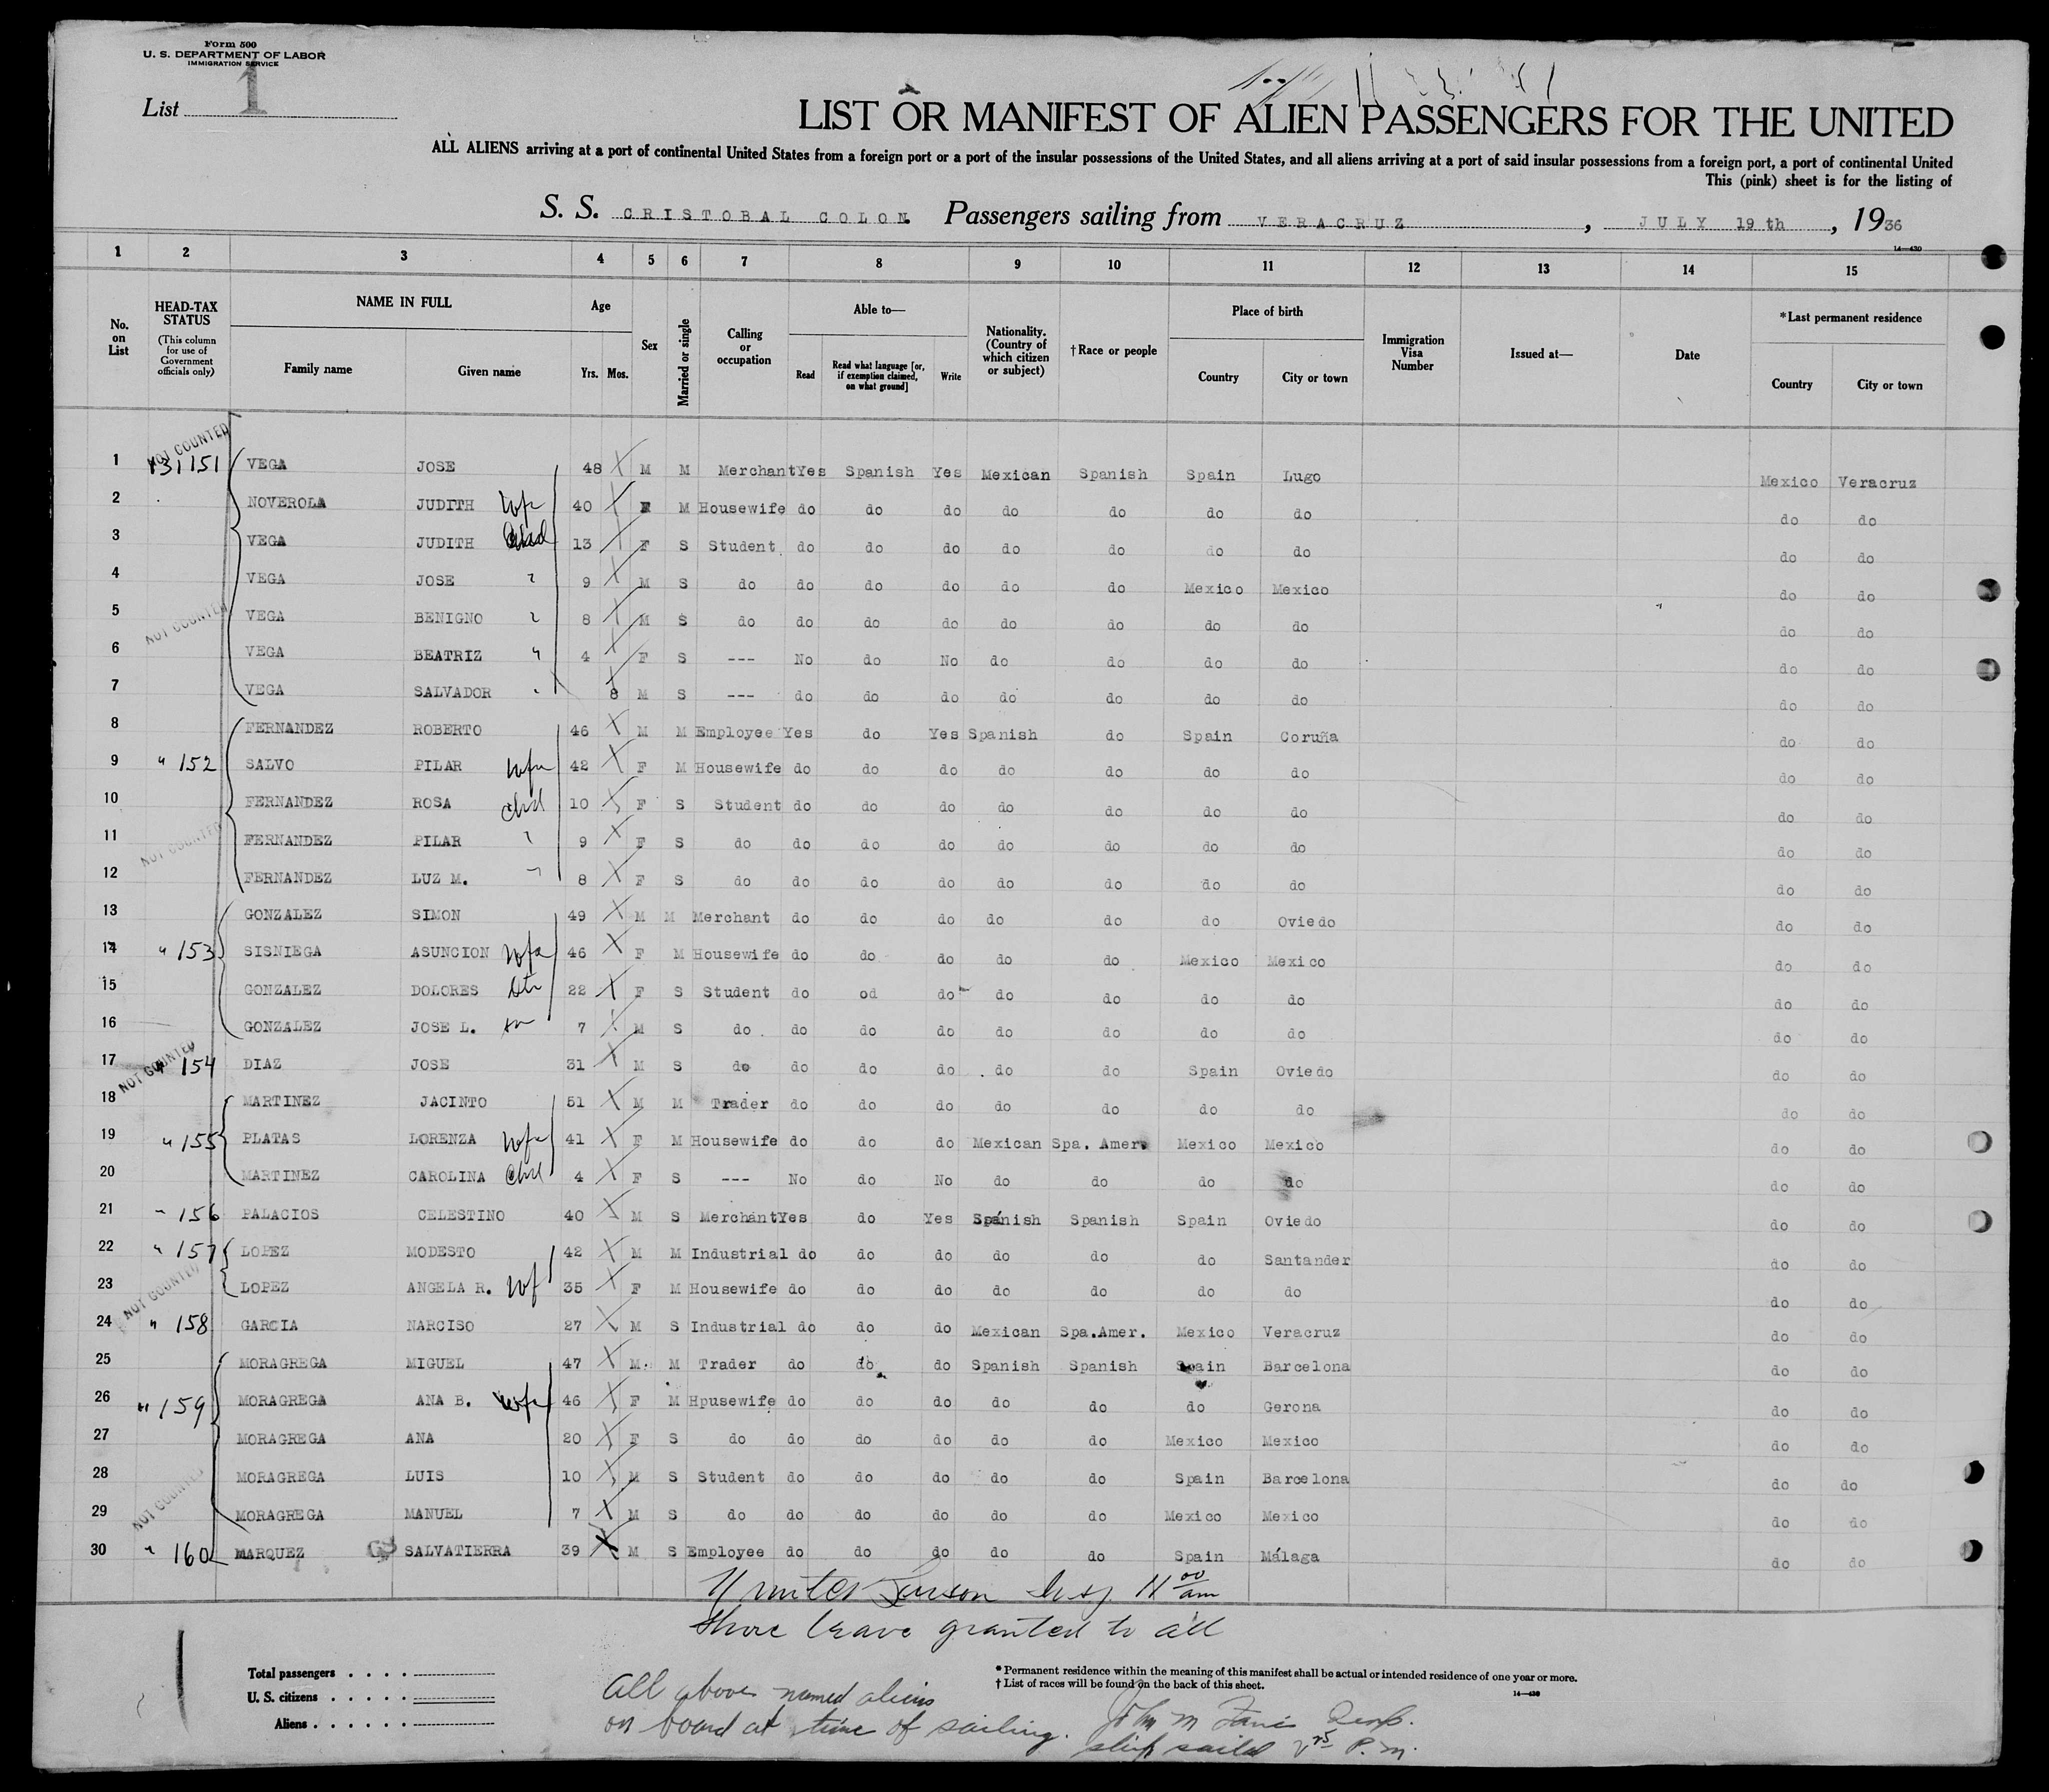 Form 500
U. S. DEPARTMENT OF LABOR
IMMIGRATION SERVICE
List 1
LIST OR MANIFEST OF ALIEN PASSENGERS FOR THE UNITED
ALL ALIENS arriving at a port of continental United States from a foreign port or a port of the insular possessions of the United States, and all aliens arriving at a port of said insular possessions from a foreign port, a port of continental United
This (pink) sheet is for the listing of
S. S. CRISTOBAL COLON. Passengers sailing from VERACRUZ, JULY 19th, 1936
14—430
1 2 3 4 5 6 7 8 9 10 11 12 13 14 15
No. on List
HEAD-TAX STATUS (This column for use of Government officials only)
NAME IN FULL Family name Given name
Age Yrs. Mos.
Sex
Married or single
Calling or occupation
Able to— Read Read what language [or, if exemption claimed, on what ground] Write
Nationality. (Country of which citizen or subject)
†Race or people
Place of birth Country City or town
Immigration Visa Number
Issued at—
Date
*Last permanent residence Country City or town
NOT COUNTED
1 151 VEGA JOSE 48 M M Merchant Yes Spanish Yes Mexican Spanish Spain Lugo Mexico Veracruz
2 NOVEROLA JUDITH Wfe 40 F M Housewife do do do do do do do do do
3 VEGA JUDITH 13 F S Student do do do do do do do do do
4 VEGA JOSE 9 M S do do do do do do Mexico Mexico do do
5 NOT COUNTED VEGA BENIGNO 8 M S do do do do do do do do do do
6 VEGA BEATRIZ " 4 F S --- No do No do do do do do do
7 VEGA SALVADOR 8 M S --- do do do do do do do do do
8 FERNANDEZ ROBERTO 46 M M Employee Yes do Yes Spanish do Spain Coruña do do
9 " 152 SALVO PILAR Wfe 42 F M Housewife do do do do do do do do do
10 FERNANDEZ ROSA chd 10 F S Student do do do do do do do do do
11 NOT COUNTED FERNANDEZ PILAR " 9 F S do do do do do do do do do do
12 FERNANDEZ LUZ M. " 8 F S do do do do do do do do do do
13 GONZALEZ SIMON 49 M M Merchant do do do do do do Oviedo do do
14 " 153 SISNIEGA ASUNCION Wfe 46 F M Housewife do do do do do Mexico Mexico do do
15 GONZALEZ DOLORES dtr 22 F S Student do od do do do do do do do
16 GONZALEZ JOSE L. sn 7 M S do do do do do do do do do do
NOT COUNTED
17 " 154 DIAZ JOSE 31 M S do do do do do do Spain Oviedo do do
18 MARTINEZ JACINTO 51 M M Trader do do do do do do do do do
19 " 155 PLATAS LORENZA Wfe 41 F M Housewife do do do Mexican Spa. Amer. Mexico Mexico do do
20 MARTINEZ CAROLINA chd 4 F S --- No do No do do do do do do
21 " 156 PALACIOS CELESTINO 40 M S Merchant Yes do Yes Spanish Spanish Spain Oviedo do do
22 " 157 LOPEZ MODESTO 42 M M Industrial do do do do do do Santander do do
23 NOT COUNTED LOPEZ ANGELA R. Wf 35 F M Housewife do do do do do do do do do
24 " 158 GARCIA NARCISO 27 M S Industrial do do do Mexican Spa.Amer. Mexico Veracruz do do
25 MORAGREGA MIGUEL 47 M. M Trader do do do Spanish Spanish Spain Barcelona do do
26 " 159 MORAGREGA ANA B. Wfe 46 F M Hpusewife do do do do do do Gerona do do
27 MORAGREGA ANA 20 F S do do do do do do Mexico Mexico do do
28 MORAGREGA LUIS 10 M S Student do do do do do Spain Barcelona do do
29 NOT COUNTED MORAGREGA MANUEL 7 M S do do do do do do Mexico Mexico do do
30 " 160 MARQUEZ SALVATIERRA 39 M S Employee do do do do do Spain Málaga do do
11 00 am
Shore leave granted to all
Total passengers . . . .
U. S. citizens . . . . .
Aliens . . . . . .
*Permanent residence within the meaning of this manifest shall be actual or intended residence of one year or more.
† List of races will be found on the back of this sheet.
14—430
All above named aliens
on board at time of sailing. John M
ship sailed P.M.